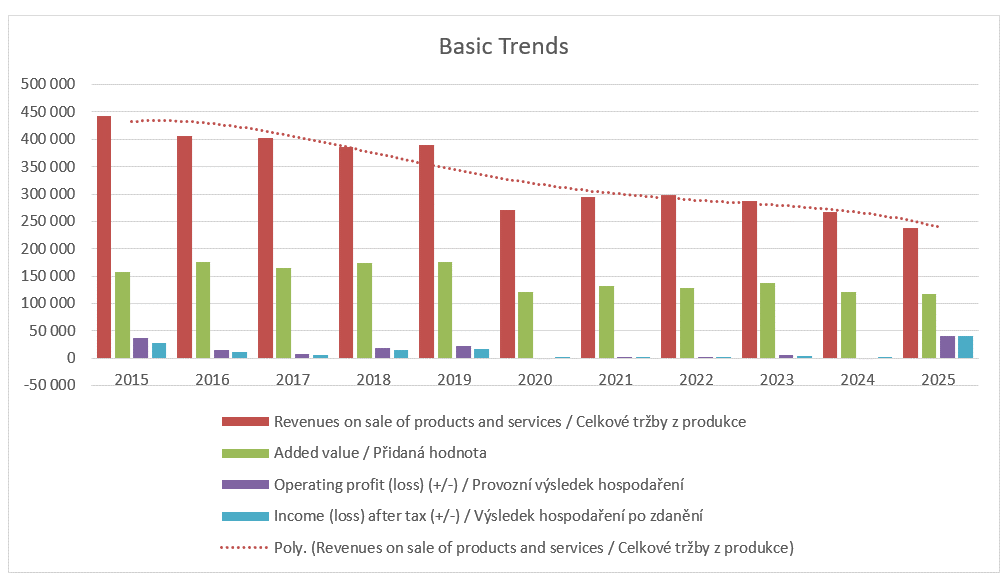 Basic Trends
500 000
450 000
400 000
350 000
300 000
250 000
200 000
150 000
100 000
50 000
0
-50 000
2015 2016 2017 2018 2019 2020 2021 2022 2023 2024 2025
Revenues on sale of products and services / Celkové tržby z produkce
Added value / Přidaná hodnota
Operating profit (loss) (+/-) / Provozní výsledek hospodaření
Income (loss) after tax (+/-) / Výsledek hospodaření po zdanění
Poly. (Revenues on sale of products and services / Celkové tržby z produkce)